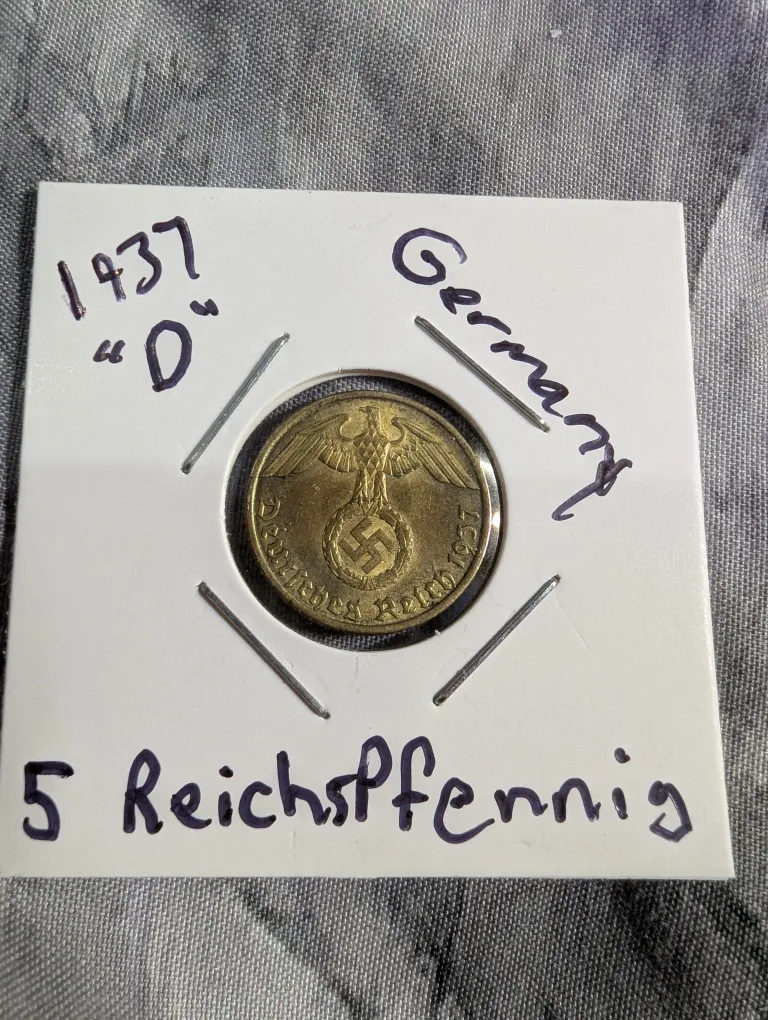 1937
"D"
Germany
Deutsches Reich 1937
5 Reichspfennig